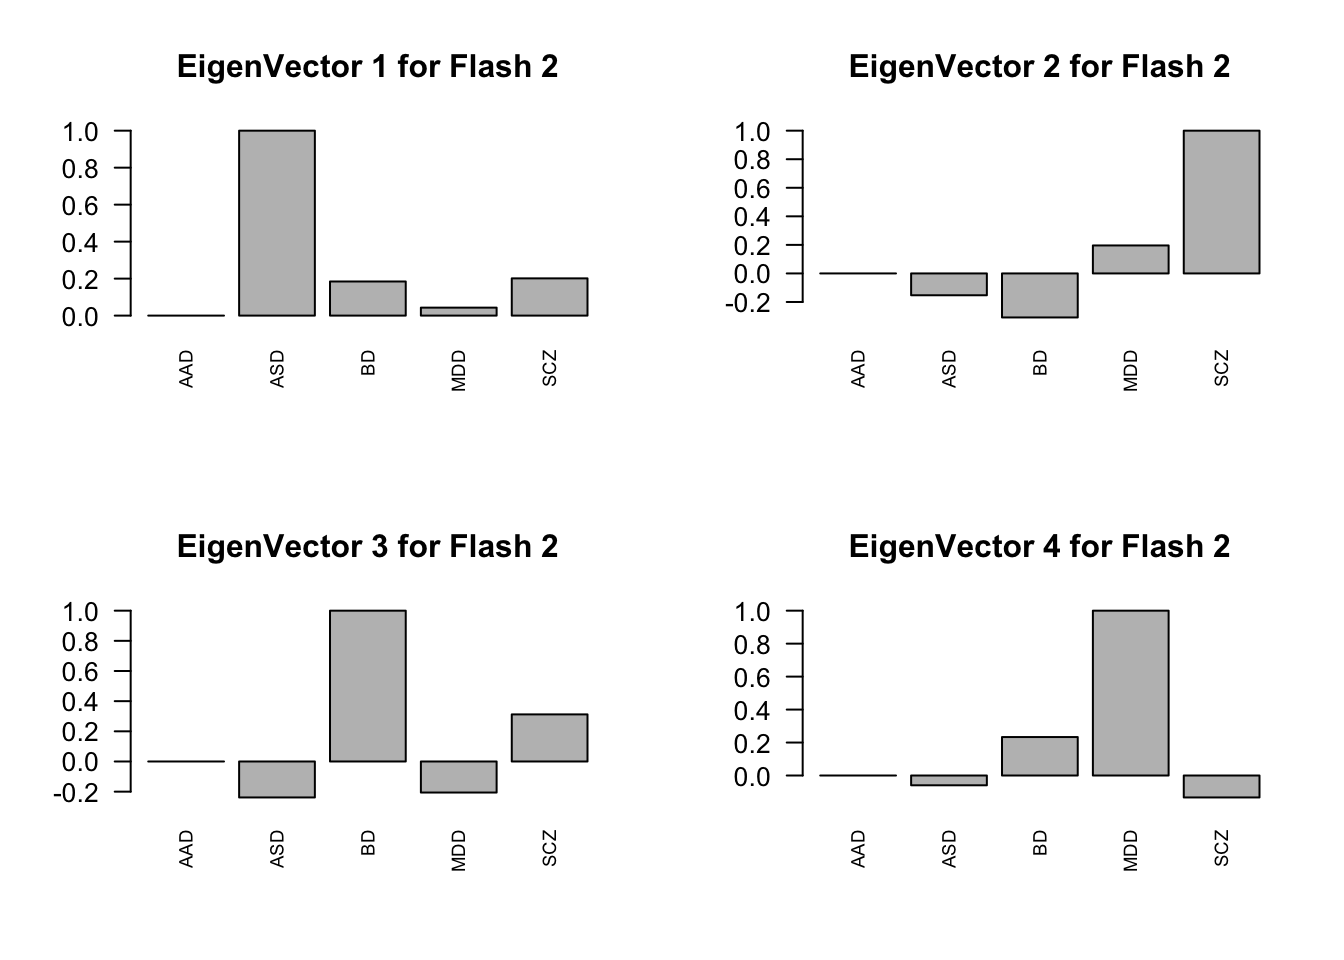 EigenVector 1 for Flash 2
1.0
0.8
0.6
0.4
0.2
0.0
AAD
ASD
BD
MDD
SCZ
EigenVector 2 for Flash 2
1.0
0.8
0.6
0.4
0.2
0.0
-0.2
AAD
ASD
BD
MDD
SCZ
EigenVector 3 for Flash 2
1.0
0.8
0.6
0.4
0.2
0.0
-0.2
AAD
ASD
BD
MDD
SCZ
EigenVector 4 for Flash 2
1.0
0.8
0.6
0.4
0.2
0.0
AAD
ASD
BD
MDD
SCZ